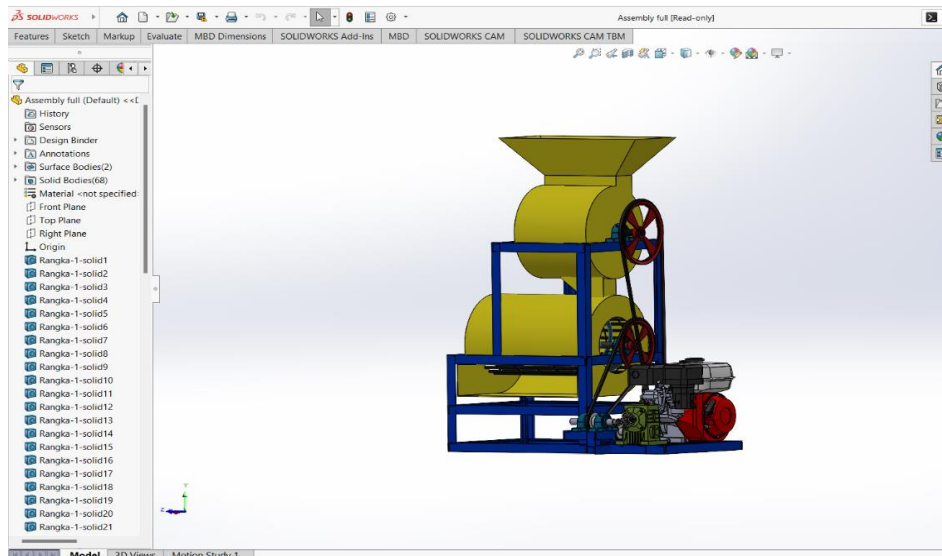 SOLIDWORKS
Assembly full [Read-only]
Features Sketch Markup Evaluate MBD Dimensions SOLIDWORKS Add-Ins MBD SOLIDWORKS CAM SOLIDWORKS CAM TBM
Assembly full (Default) <<
History
Sensors
Design Binder
Annotations
Surface Bodies(2)
Solid Bodies(68)
Material <not specified
Front Plane
Top Plane
Right Plane
Origin
Rangka-1-solid1
Rangka-1-solid2
Rangka-1-solid3
Rangka-1-solid4
Rangka-1-solid5
Rangka-1-solid6
Rangka-1-solid7
Rangka-1-solid8
Rangka-1-solid9
Rangka-1-solid10
Rangka-1-solid11
Rangka-1-solid12
Rangka-1-solid13
Rangka-1-solid14
Rangka-1-solid15
Rangka-1-solid16
Rangka-1-solid17
Rangka-1-solid18
Rangka-1-solid19
Rangka-1-solid20
Rangka-1-solid21
Model 3D Views Motion Study 1